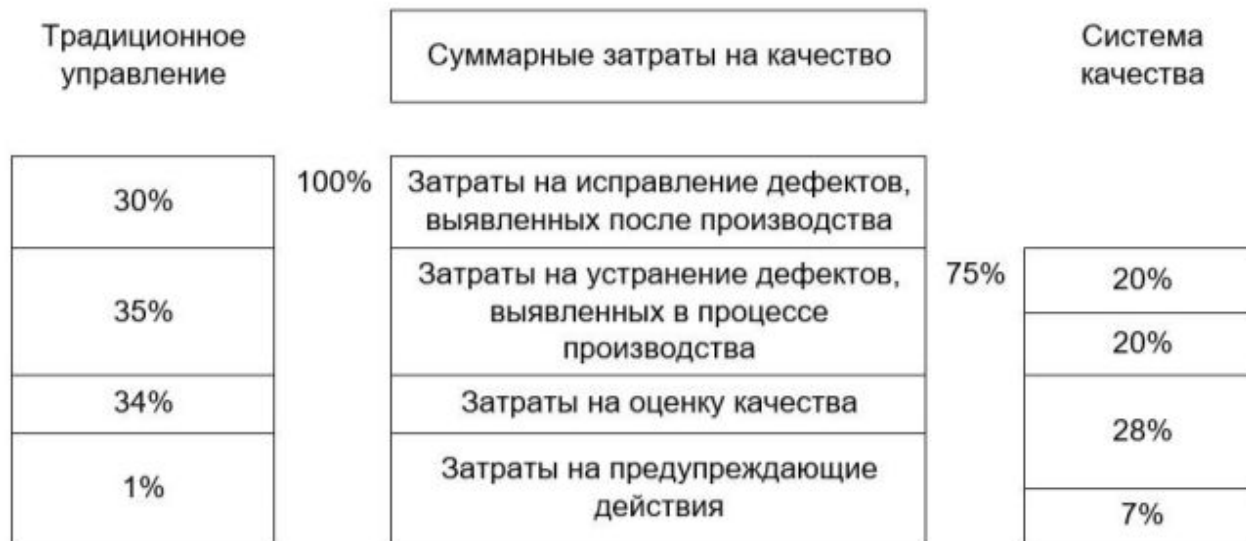 Традиционное
управление
Суммарные затраты на качество
Система
качества
30%
100%
Затраты на исправление дефектов,
выявленных после производства
35%
Затраты на устранение дефектов,
выявленных в процессе
производства
75%
20%
20%
34%
Затраты на оценку качества
28%
1%
Затраты на предупреждающие
действия
7%